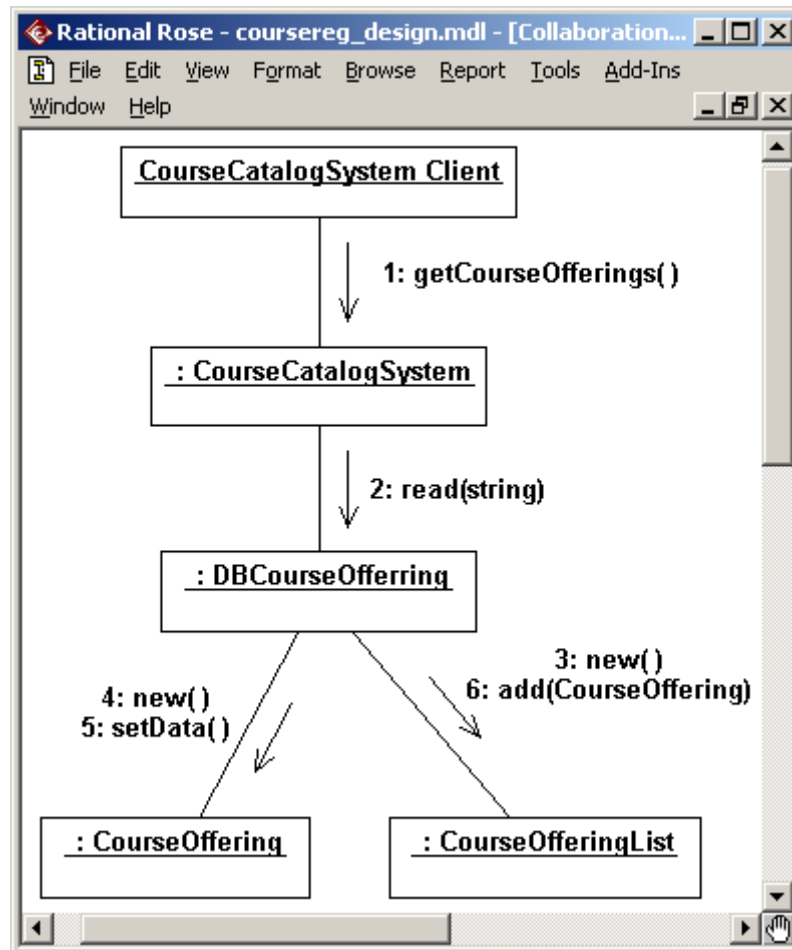 Rational Rose - coursereg_design.mdl - [Collaboration...
File Edit View Format Browse Report Tools Add-Ins
Window Help
CourseCatalogSystem Client
1: getCourseOfferings( )
: CourseCatalogSystem
2: read(string)
: DBCourseOfferring
3: new( )
6: add(CourseOffering)
4: new( )
5: setData( )
: CourseOffering
: CourseOfferingList